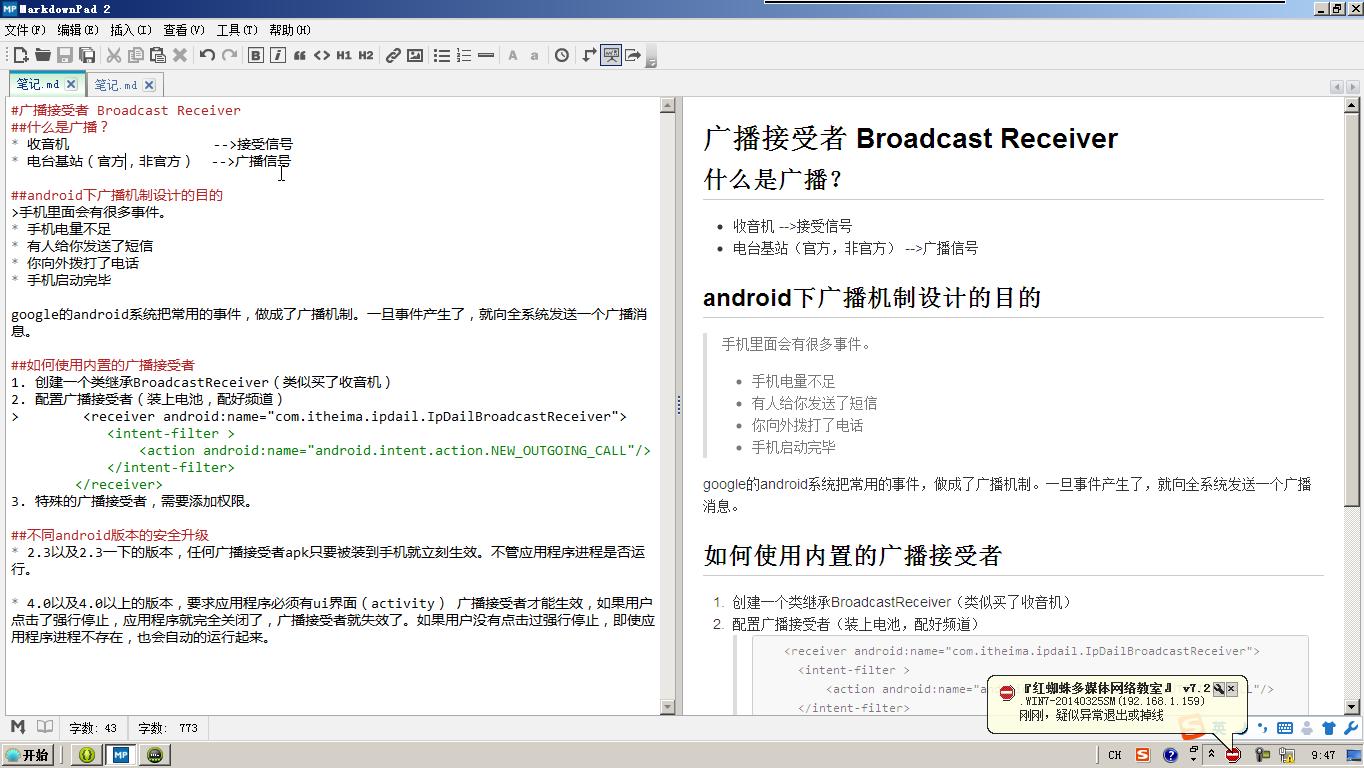 MarkdownPad 2
文件(F) 编辑(E) 插入(I) 查看(V) 工具(T) 帮助(H)
B i “ <> H1 H2 A a
笔记.md 笔记.md
#广播接受者 Broadcast Receiver
##什么是广播？
* 收音机 -->接受信号
* 电台基站（官方，非官方） -->广播信号
##android下广播机制设计的目的
>手机里面会有很多事件。
* 手机电量不足
* 有人给你发送了短信
* 你向外拨打了电话
* 手机启动完毕
google的android系统把常用的事件，做成了广播机制。一旦事件产生了，就向全系统发送一个广播消
息。
##如何使用内置的广播接受者
1. 创建一个类继承BroadcastReceiver（类似买了收音机）
2. 配置广播接受者（装上电池，配好频道）
> <receiver android:name="com.itheima.ipdail.IpDailBroadcastReceiver">
<intent-filter >
<action android:name="android.intent.action.NEW_OUTGOING_CALL"/>
</intent-filter>
</receiver>
3. 特殊的广播接受者，需要添加权限。
##不同android版本的安全升级
* 2.3以及2.3一下的版本，任何广播接受者apk只要被装到手机就立刻生效。不管应用程序进程是否运
行。
* 4.0以及4.0以上的版本，要求应用程序必须有ui界面（activity） 广播接受者才能生效，如果用户
点击了强行停止，应用程序就完全关闭了，广播接受者就失效了。如果用户没有点击过强行停止，即使应
用程序进程不存在，也会自动的运行起来。
广播接受者 Broadcast Receiver
什么是广播？
• 收音机 -->接受信号
• 电台基站（官方，非官方） -->广播信号
android下广播机制设计的目的
手机里面会有很多事件。
• 手机电量不足
• 有人给你发送了短信
• 你向外拨打了电话
• 手机启动完毕
google的android系统把常用的事件，做成了广播机制。一旦事件产生了，就向全系统发送一个广播
消息。
如何使用内置的广播接受者
1. 创建一个类继承BroadcastReceiver（类似买了收音机）
2. 配置广播接受者（装上电池，配好频道）
<receiver android:name="com.itheima.ipdail.IpDailBroadcastReceiver">
<intent-filter >
<action android:name="a "/>
</intent-filter>
『红蜘蛛多媒体网络教室』 v7.2
.WIN7-20140325SM(192.168.1.159)
刚刚，疑似异常退出或掉线
字数: 43 字数: 773
英
开始 MP CH 9:47